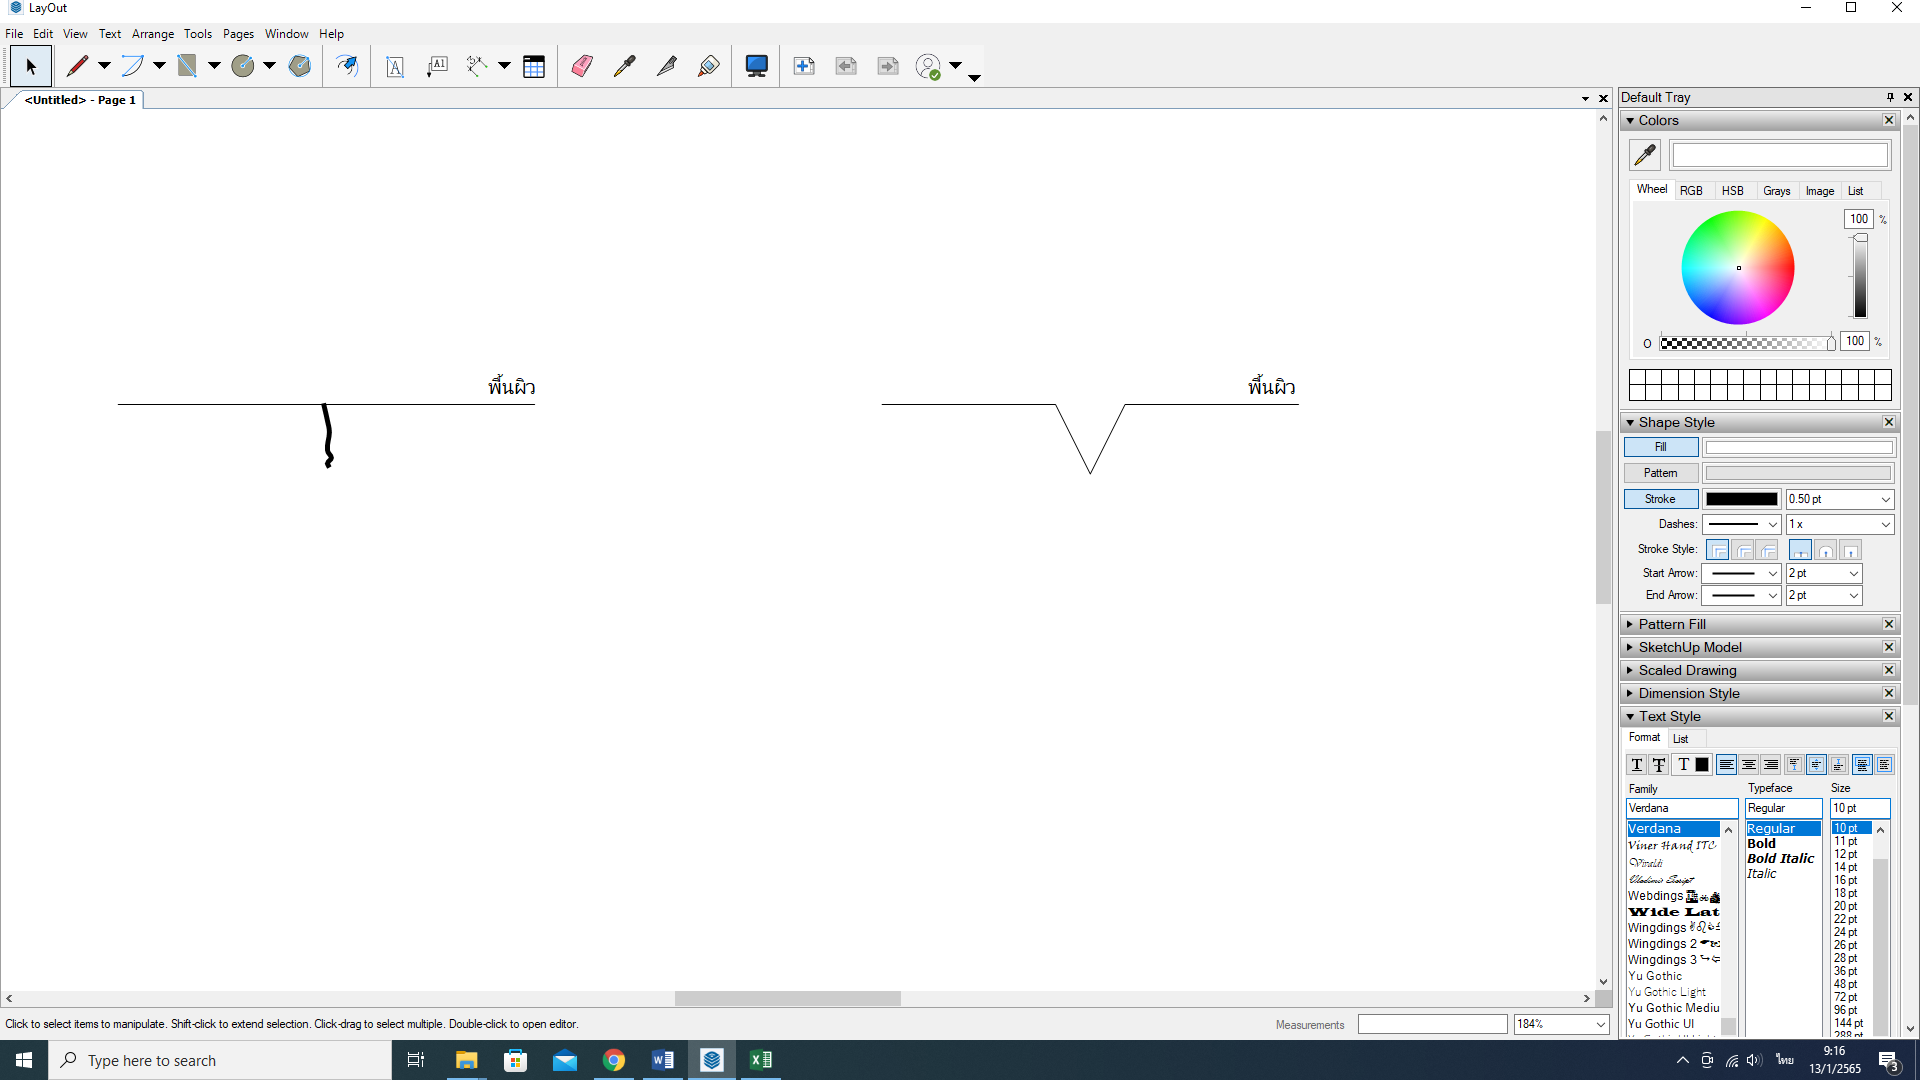 LayOut
File Edit View Text Arrange Tools Pages Window Help
A A1
<Untitled> - Page 1
Default Tray
Colors
Wheel RGB HSB Grays Image List
100 %
O 100 %
Shape Style
Fill
Pattern
Stroke 0.50 pt
Dashes: 1 x
Stroke Style:
Start Arrow: 2 pt
End Arrow: 2 pt
Pattern Fill
SketchUp Model
Scaled Drawing
Dimension Style
Text Style
Format List
Family Typeface Size
Verdana Regular 10 pt
Verdana Regular 10 pt
Viner Hand ITC Bold 11 pt
Vivaldi Bold Italic 12 pt
Vladimir Script Italic 14 pt
Webdings 16 pt
Wide Lat 18 pt
Wingdings 20 pt
Wingdings 2 22 pt
Wingdings 3 24 pt
Yu Gothic 26 pt
Yu Gothic Light 28 pt
Yu Gothic Mediu 36 pt
Yu Gothic UI 48 pt
72 pt
96 pt
144 pt
288 pt
พื้นผิว พื้นผิว
Click to select items to manipulate. Shift-click to extend selection. Click-drag to select multiple. Double-click to open editor.
Measurements 184%
Type here to search
ไทย
9:16
13/1/2565
3